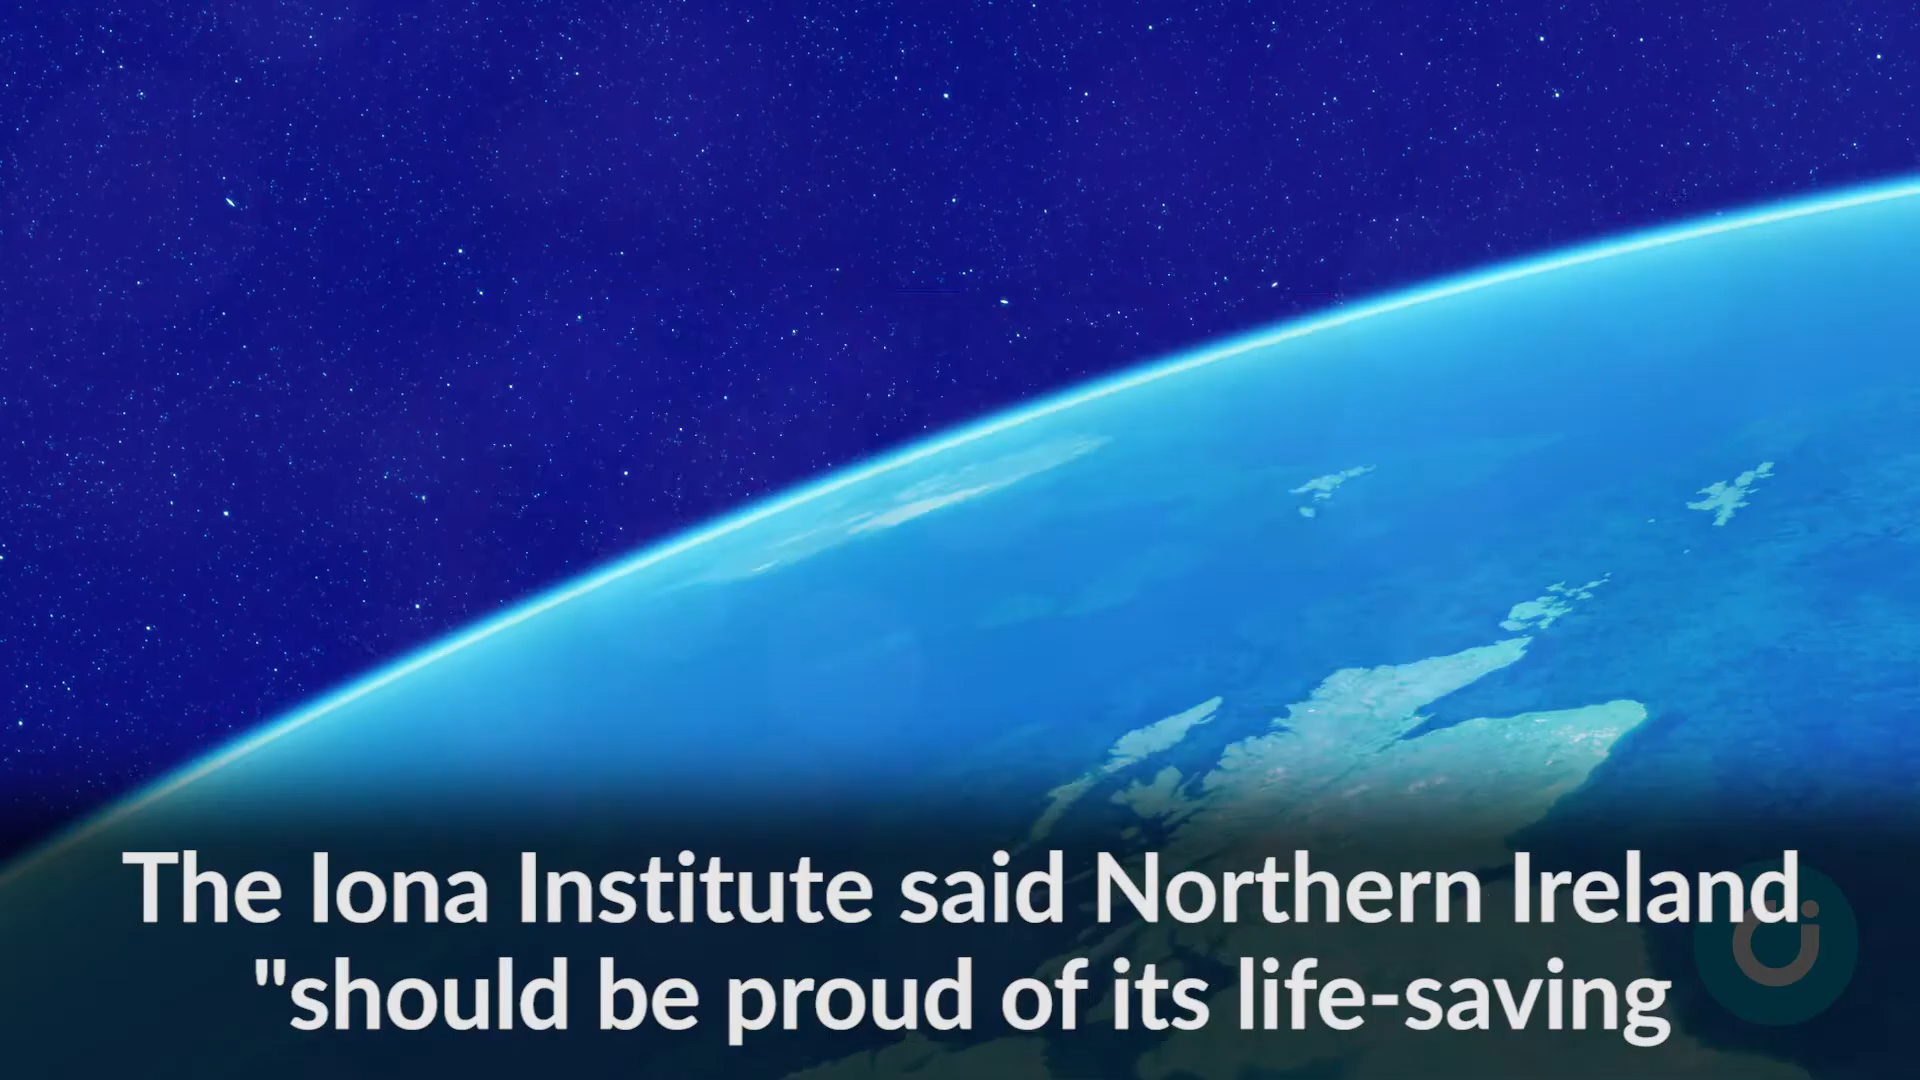 The Iona Institute said Northern Ireland
"should be proud of its life-saving